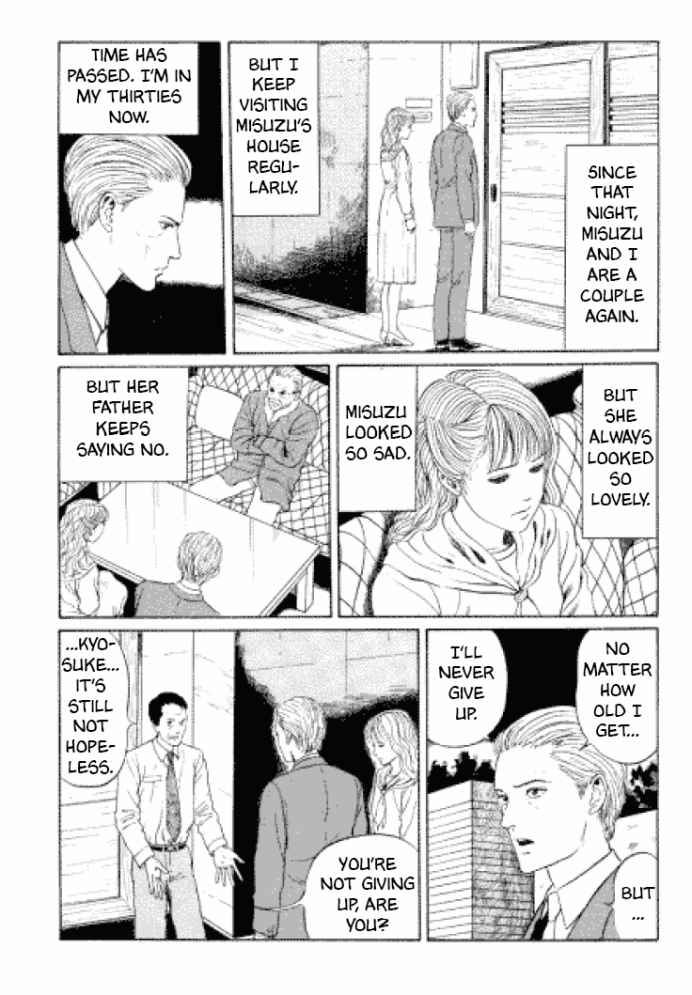 TIME HAS
PASSED. I'M IN
MY THIRTIES
NOW.
BUT I
KEEP
VISITING
MISUZU'S
HOUSE
REGU-
LARLY.
SINCE
THAT
NIGHT,
MISUZU
AND I
ARE A
COUPLE
AGAIN.
BUT HER
FATHER
KEEPS
SAYING NO.
MISUZU
LOOKED
SO SAD.
BUT
SHE
ALWAYS
LOOKED
SO
LOVELY.
...KYO-
SUKE...
IT'S
STILL
NOT
HOPE-
LESS.
YOU'RE
NOT GIVING
UP, ARE
YOU?
I'LL
NEVER
GIVE
UP.
NO
MATTER
HOW
OLD I
GET...
BUT
...